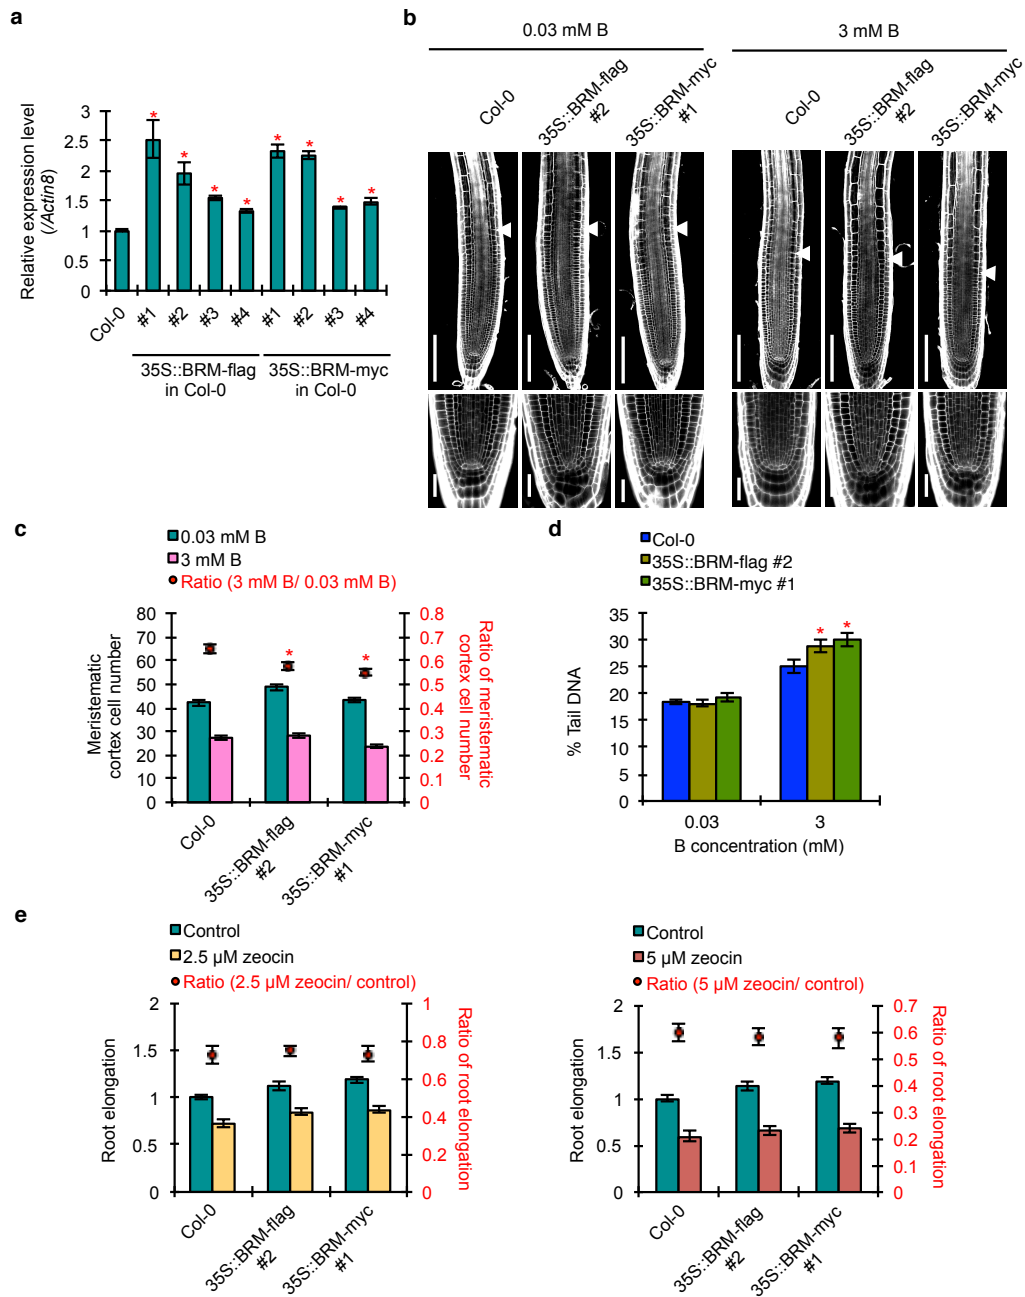 a
Relative expression level
(/Actin8)
3
2.5
2
1.5
1
0.5
0
Col-0
#1
#2
#3
#4
#1
#2
#3
#4
35S::BRM-flag
in Col-0
35S::BRM-myc
in Col-0
b
0.03 mM B
3 mM B
Col-0
35S::BRM-flag
#2
35S::BRM-myc
#1
Col-0
35S::BRM-flag
#2
35S::BRM-myc
#1
c
0.03 mM B
3 mM B
Ratio (3 mM B/ 0.03 mM B)
Meristematic
cortex cell number
80
70
60
50
40
30
20
10
0
0.8
0.7
0.6
0.5
0.4
0.3
0.2
0.1
0
Ratio of meristematic
cortex cell number
Col-0
35S::BRM-flag
#2
35S::BRM-myc
#1
d
Col-0
35S::BRM-flag #2
35S::BRM-myc #1
% Tail DNA
35
30
25
20
15
10
5
0
0.03
3
B concentration (mM)
e
Control
2.5 µM zeocin
Ratio (2.5 µM zeocin/ control)
Root elongation
2
1.5
1
0.5
0
1
0.8
0.6
0.4
0.2
0
Ratio of root elongation
Col-0
35S::BRM-flag
#2
35S::BRM-myc
#1
Control
5 µM zeocin
Ratio (5 µM zeocin/ control)
Root elongation
2
1.5
1
0.5
0
0.7
0.6
0.5
0.4
0.3
0.2
0.1
0
Ratio of root elongation
Col-0
35S::BRM-flag
#2
35S::BRM-myc
#1